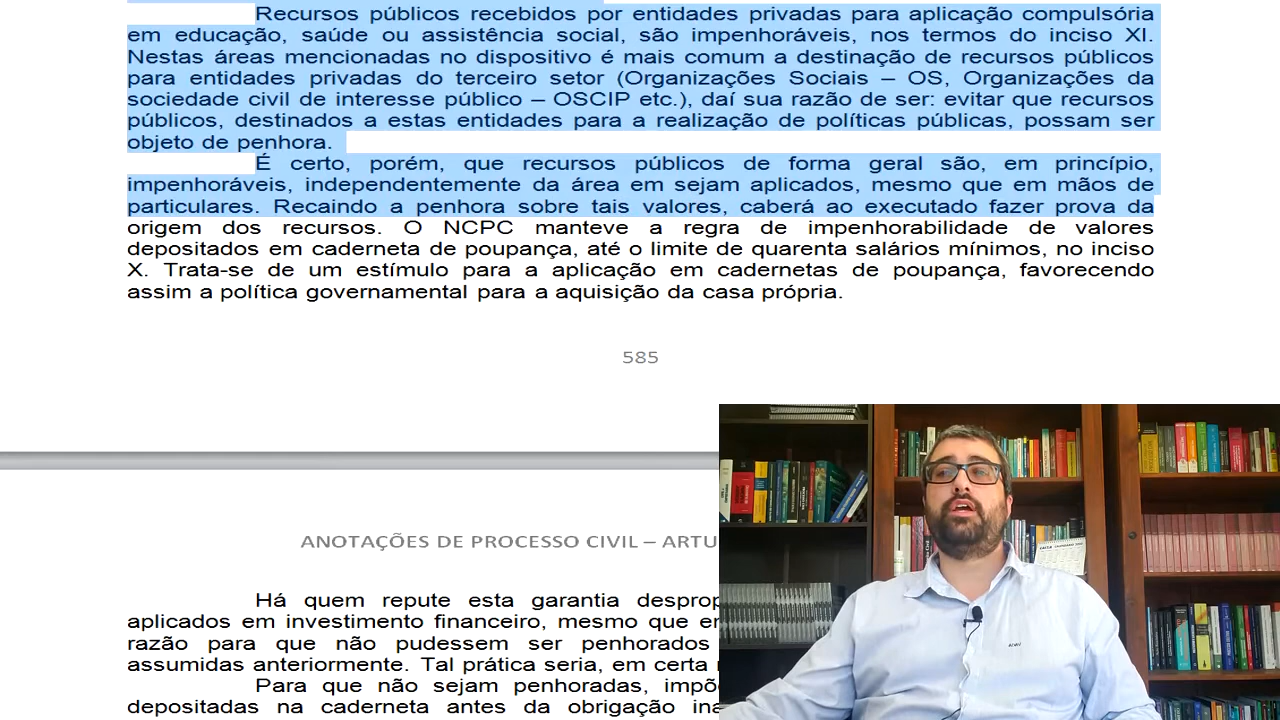 Recursos públicos recebidos por entidades privadas para aplicação compulsória
em educação, saúde ou assistência social, são impenhoráveis, nos termos do inciso XI.
Nestas áreas mencionadas no dispositivo é mais comum a destinação de recursos públicos
para entidades privadas do terceiro setor (Organizações Sociais – OS, Organizações da
sociedade civil de interesse público – OSCIP etc.), daí sua razão de ser: evitar que recursos
públicos, destinados a estas entidades para a realização de políticas públicas, possam ser
objeto de penhora.
É certo, porém, que recursos públicos de forma geral são, em princípio,
impenhoráveis, independentemente da área em sejam aplicados, mesmo que em mãos de
particulares. Recaindo a penhora sobre tais valores, caberá ao executado fazer prova da
origem dos recursos. O NCPC manteve a regra de impenhorabilidade de valores
depositados em caderneta de poupança, até o limite de quarenta salários mínimos, no inciso
X. Trata-se de um estímulo para a aplicação em cadernetas de poupança, favorecendo
assim a política governamental para a aquisição da casa própria.
585
ANOTAÇÕES DE PROCESSO CIVIL – ARTU
Há quem repute esta garantia desprop
aplicados em investimento financeiro, mesmo que
razão para que não pudessem ser penhorados
assumidas anteriormente. Tal prática seria, em certa
Para que não sejam penhoradas,
depositadas na caderneta antes da obrigação